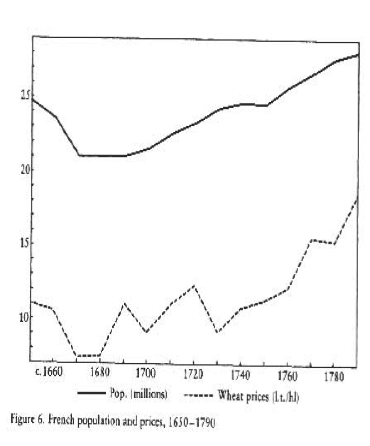 25
20
15
10
c.1660 1680 1700 1720 1740 1760 1780
Pop. (millions) Wheat prices (l.t./hl)
Figure 6. French population and prices, 1650–1790